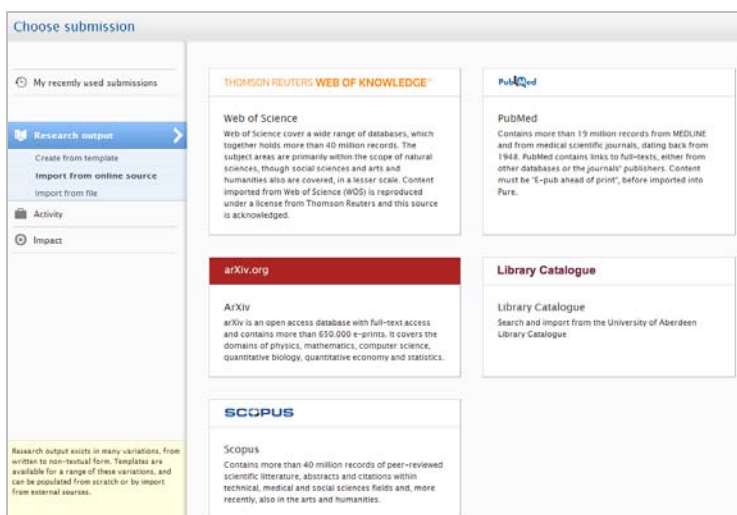 Choose submission
My recently used submissions
Research output
Create from template
Import from online source
Import from file
Activity
Impact
Research output exists in many variations, from
written to non-textual form. Templates are
available for a range of these variations, and
can be populated from scratch or by import
from external sources.
THOMSON REUTERS WEB OF KNOWLEDGE
Web of Science
Web of Science cover a wide range of databases, which
together holds more than 40 million records. The
subject areas are primarily within the scope of natural
sciences, though social sciences and arts and
humanities also are covered, in a lesser scale. Content
imported from Web of Science (WOS) is reproduced
under a license from Thomson Reuters and this source
is acknowledged.
PubMed
PubMed
Contains more than 19 million records from MEDLINE
and from medical scientific journals, dating back from
1948. PubMed contains links to full-texts, either from
other databases or the journals' publishers. Content
must be "E-pub ahead of print", before imported into
Pure.
arXiv.org
ArXiv
arXiv is an open access database with full-text access
and contains more than 650.000 e-prints. It covers the
domains of physics, mathematics, computer science,
quantitative biology, quantitative economy and statistics.
Library Catalogue
Library Catalogue
Search and import from the University of Aberdeen
Library Catalogue
SCOPUS
Scopus
Contains more than 40 million records of peer-reviewed
scientific litterature, abstracts and citations within
technical, medical and social sciences fields and, more
recently, also in the arts and humanities.